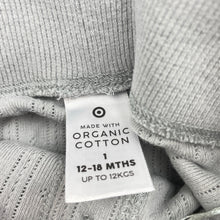 MADE WITH
ORGANIC
COTTON
1
12-18 MTHS
UP TO 12KGS